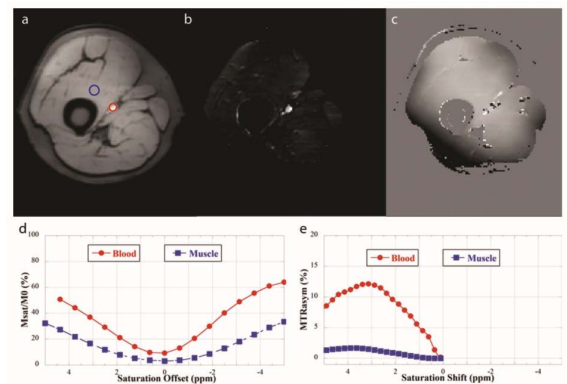 a
b
c
d
e
100
80
60
40
20
0
Msat/M0 (%)
Blood
Muscle
4
2
0
-2
-4
Saturation Offset (ppm)
20
15
10
5
0
MTRasym (%)
Blood
Muscle
4
2
0
-2
-4
Saturation Shift (ppm)